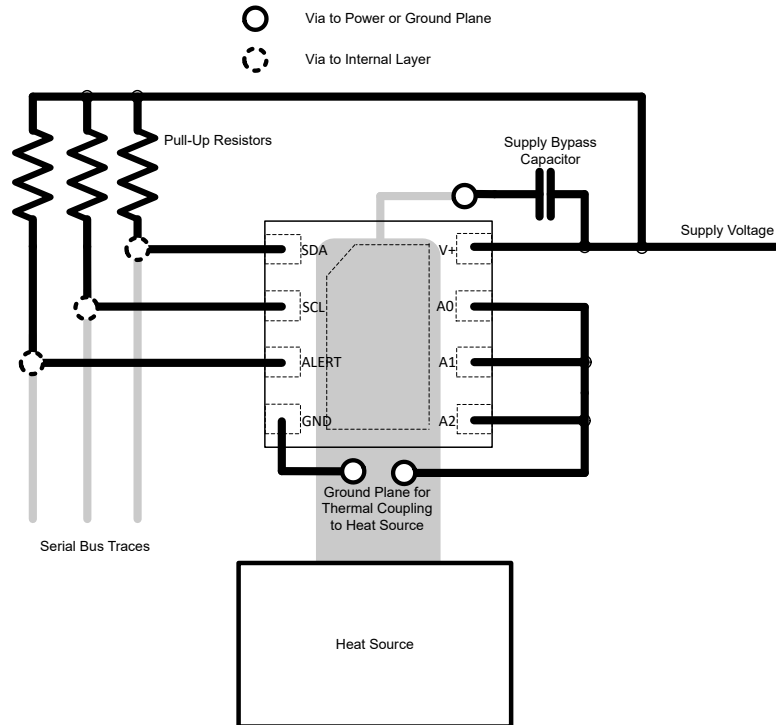 Via to Power or Ground Plane
Via to Internal Layer
Pull-Up Resistors
Supply Bypass
Capacitor
Supply Voltage
SDA
V+
SCL
A0
ALERT
A1
GND
A2
Ground Plane for
Thermal Coupling
to Heat Source
Serial Bus Traces
Heat Source